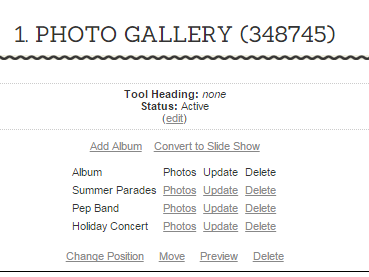 1. PHOTO GALLERY (348745)
Tool Heading: none
Status: Active
(edit)
Add Album Convert to Slide Show
Album Photos Update Delete
Summer Parades Photos Update Delete
Pep Band Photos Update Delete
Holiday Concert Photos Update Delete
Change Position Move Preview Delete